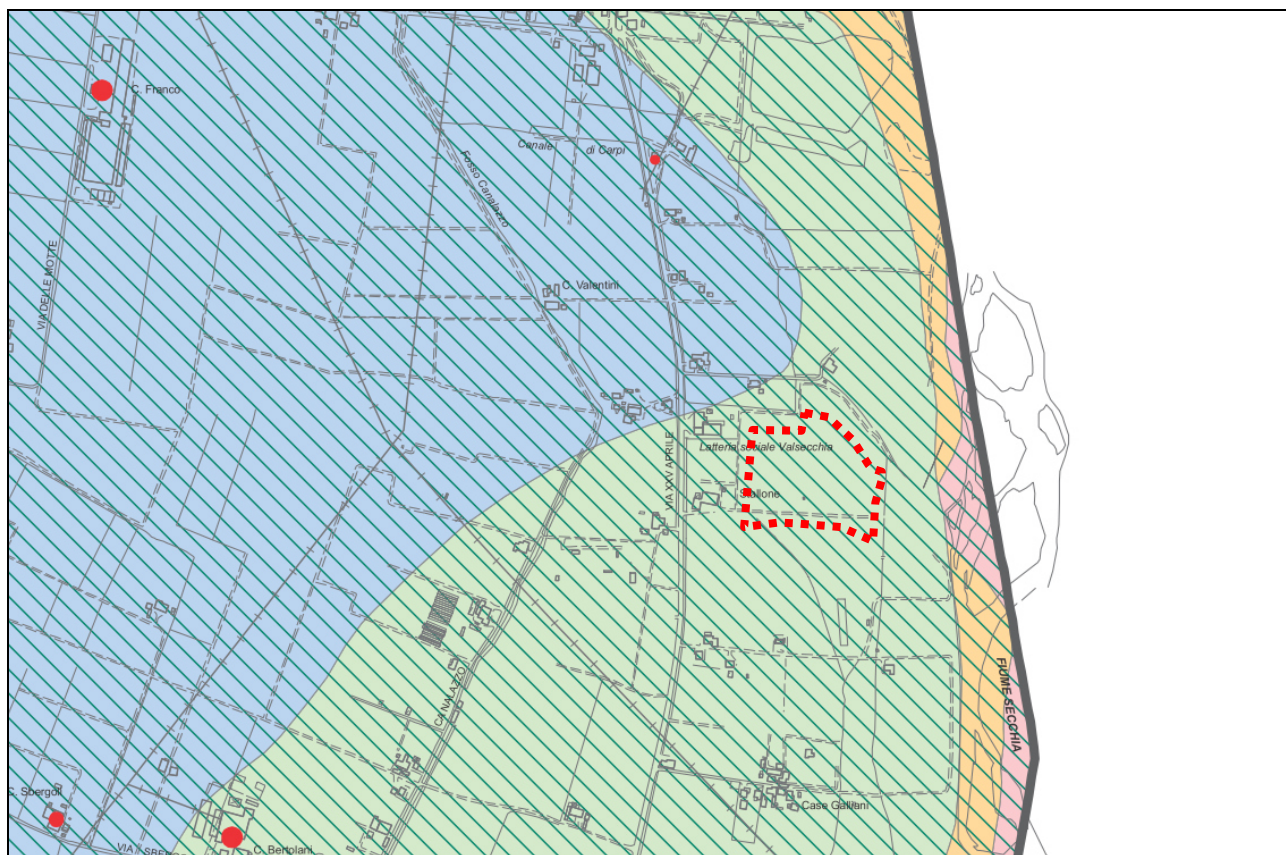 C. Franco
Canale di Carpi
Fosso Canalazzo
VIA DELLE MOTTE
C. Valentini
VIA XXV APRILE
Latteria sociale Valsecchia
Stallone
FIUME SECCHIA
CANALAZZO
Case Galliani
C. Bertolani